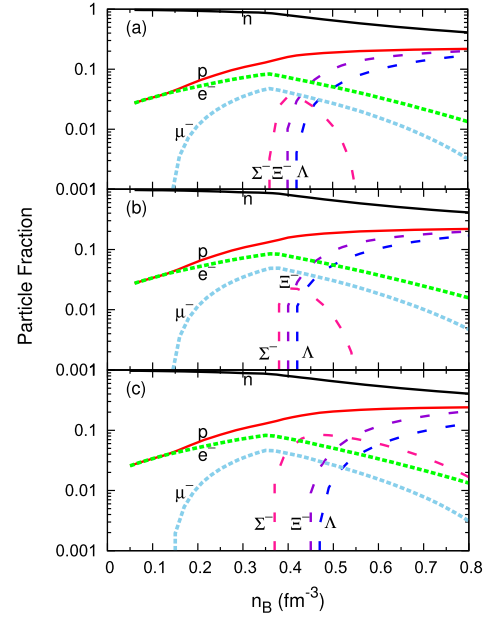 1
(a)
n
0.1
p
e⁻
0.01
μ⁻
Σ⁻ Ξ⁻ Λ
0.001
(b)
n
0.1
p
e⁻
Ξ⁻
0.01
μ⁻
Σ⁻ Λ
0.001
(c)
n
0.1
p
e⁻
μ⁻
0.01
Σ⁻ Ξ⁻ Λ
0.001
0 0.1 0.2 0.3 0.4 0.5 0.6 0.7 0.8
n_B (fm⁻³)
Particle Fraction